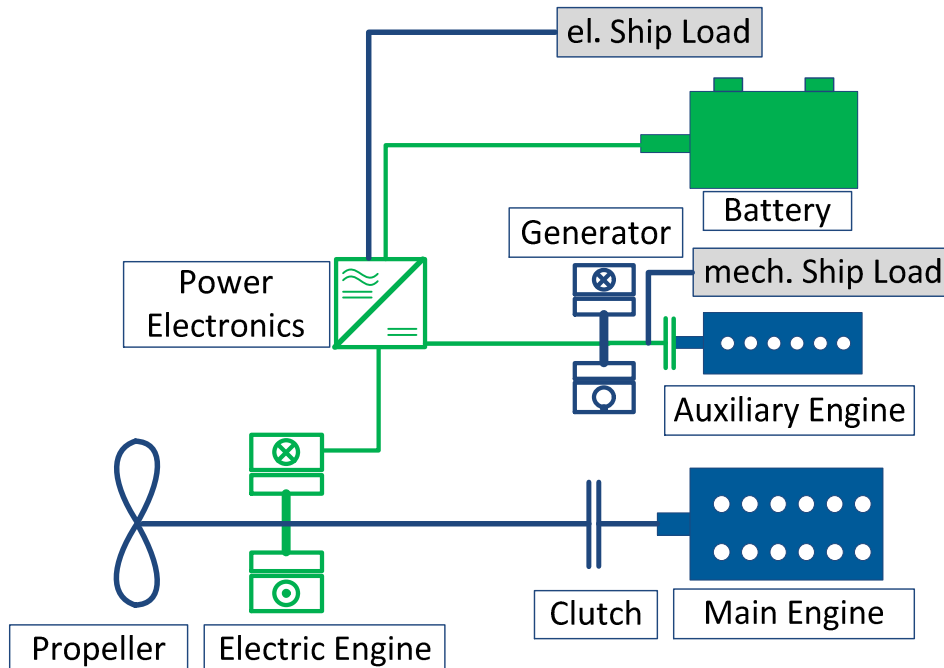 el. Ship Load
Battery
Generator
mech. Ship Load
Power
Electronics
Auxiliary Engine
Clutch
Main Engine
Propeller
Electric Engine